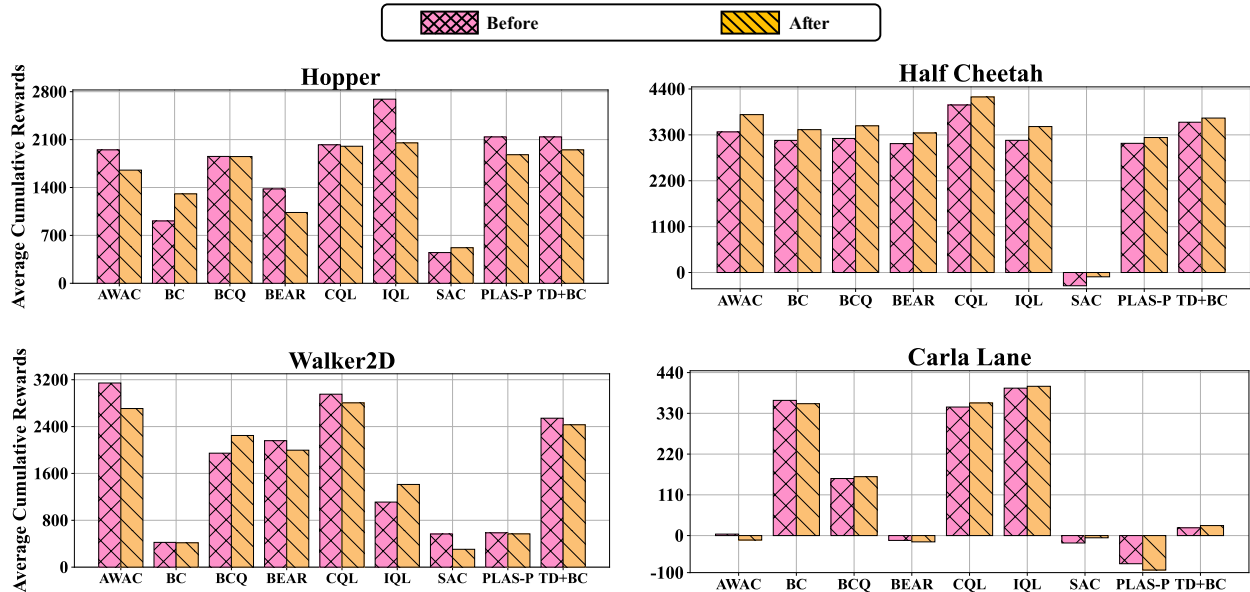 Before After
Hopper
Average Cumulative Rewards
2800
2100
1400
700
0
AWAC BC BCQ BEAR CQL IQL SAC PLAS-P TD+BC
Half Cheetah
4400
3300
2200
1100
0
AWAC BC BCQ BEAR CQL IQL SAC PLAS-P TD+BC
Walker2D
Average Cumulative Rewards
3200
2400
1600
800
0
AWAC BC BCQ BEAR CQL IQL SAC PLAS-P TD+BC
Carla Lane
440
330
220
110
0
-100
AWAC BC BCQ BEAR CQL IQL SAC PLAS-P TD+BC